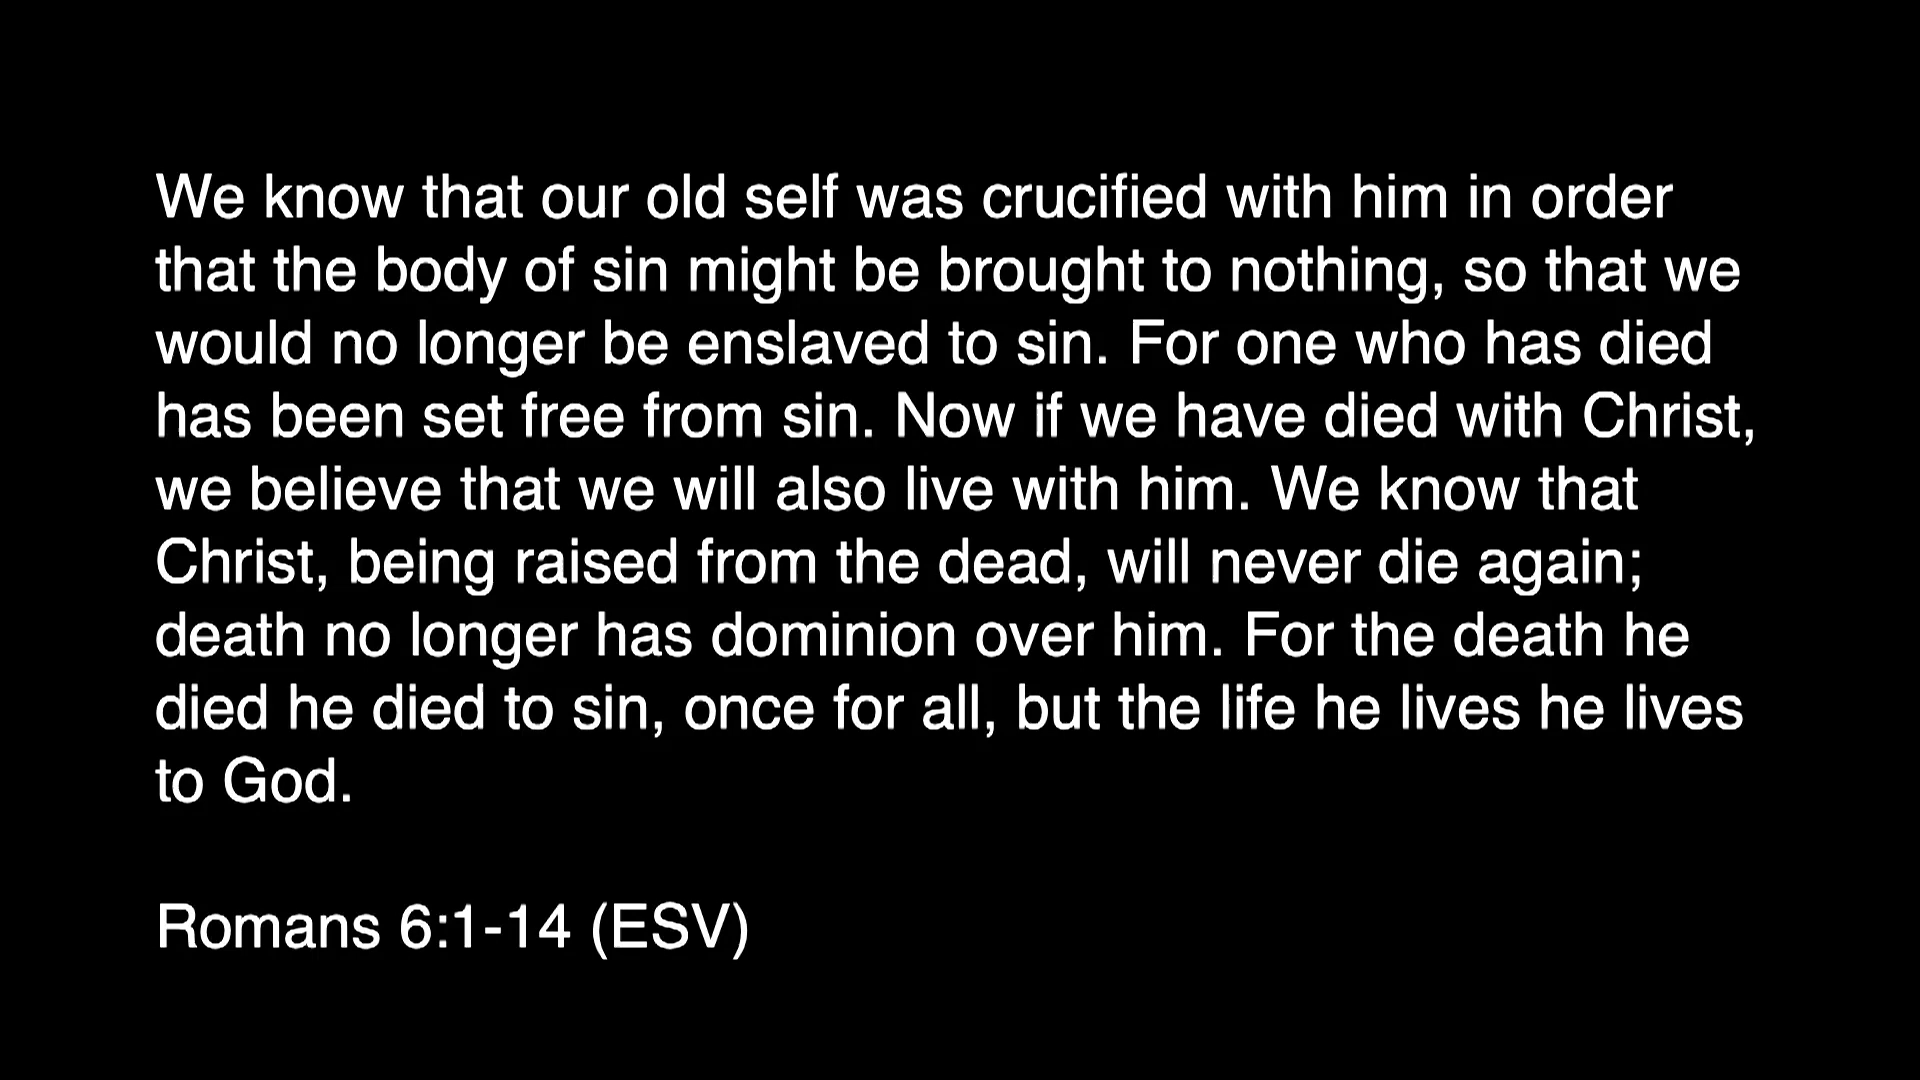 We know that our old self was crucified with him in order
that the body of sin might be brought to nothing, so that we
would no longer be enslaved to sin. For one who has died
has been set free from sin. Now if we have died with Christ,
we believe that we will also live with him. We know that
Christ, being raised from the dead, will never die again;
death no longer has dominion over him. For the death he
died he died to sin, once for all, but the life he lives he lives
to God.
Romans 6:1-14 (ESV)